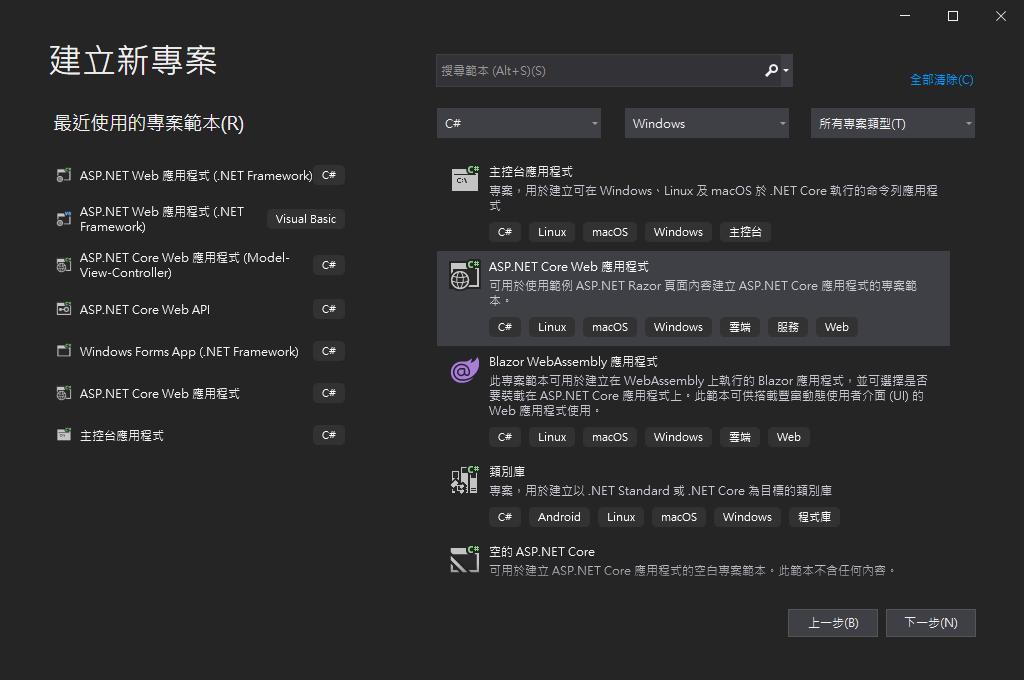 建立新專案
搜尋範本 (Alt+S)(S)
全部清除(C)
最近使用的專案範本(R)
C#
Windows
所有專案類型(T)
ASP.NET Web 應用程式 (.NET Framework)
C#
ASP.NET Web 應用程式 (.NET
Framework)
Visual Basic
ASP.NET Core Web 應用程式 (Model-
View-Controller)
C#
ASP.NET Core Web API
C#
Windows Forms App (.NET Framework)
C#
ASP.NET Core Web 應用程式
C#
主控台應用程式
C#
主控台應用程式
專案，用於建立可在 Windows、Linux 及 macOS 於 .NET Core 執行的命令列應用程
式
C# Linux macOS Windows 主控台
ASP.NET Core Web 應用程式
可用於使用範例 ASP.NET Razor 頁面內容建立 ASP.NET Core 應用程式的專案範
本。
C# Linux macOS Windows 雲端 服務 Web
Blazor WebAssembly 應用程式
此專案範本可用於建立在 WebAssembly 上執行的 Blazor 應用程式，並可選擇是否
要裝載在 ASP.NET Core 應用程式上。此範本可供搭載豐富動態使用者介面 (UI) 的
Web 應用程式使用。
C# Linux macOS Windows 雲端 Web
類別庫
專案，用於建立以 .NET Standard 或 .NET Core 為目標的類別庫
C# Android Linux macOS Windows 程式庫
空的 ASP.NET Core
可用於建立 ASP.NET Core 應用程式的空白專案範本。此範本不含任何內容。
上一步(B)
下一步(N)